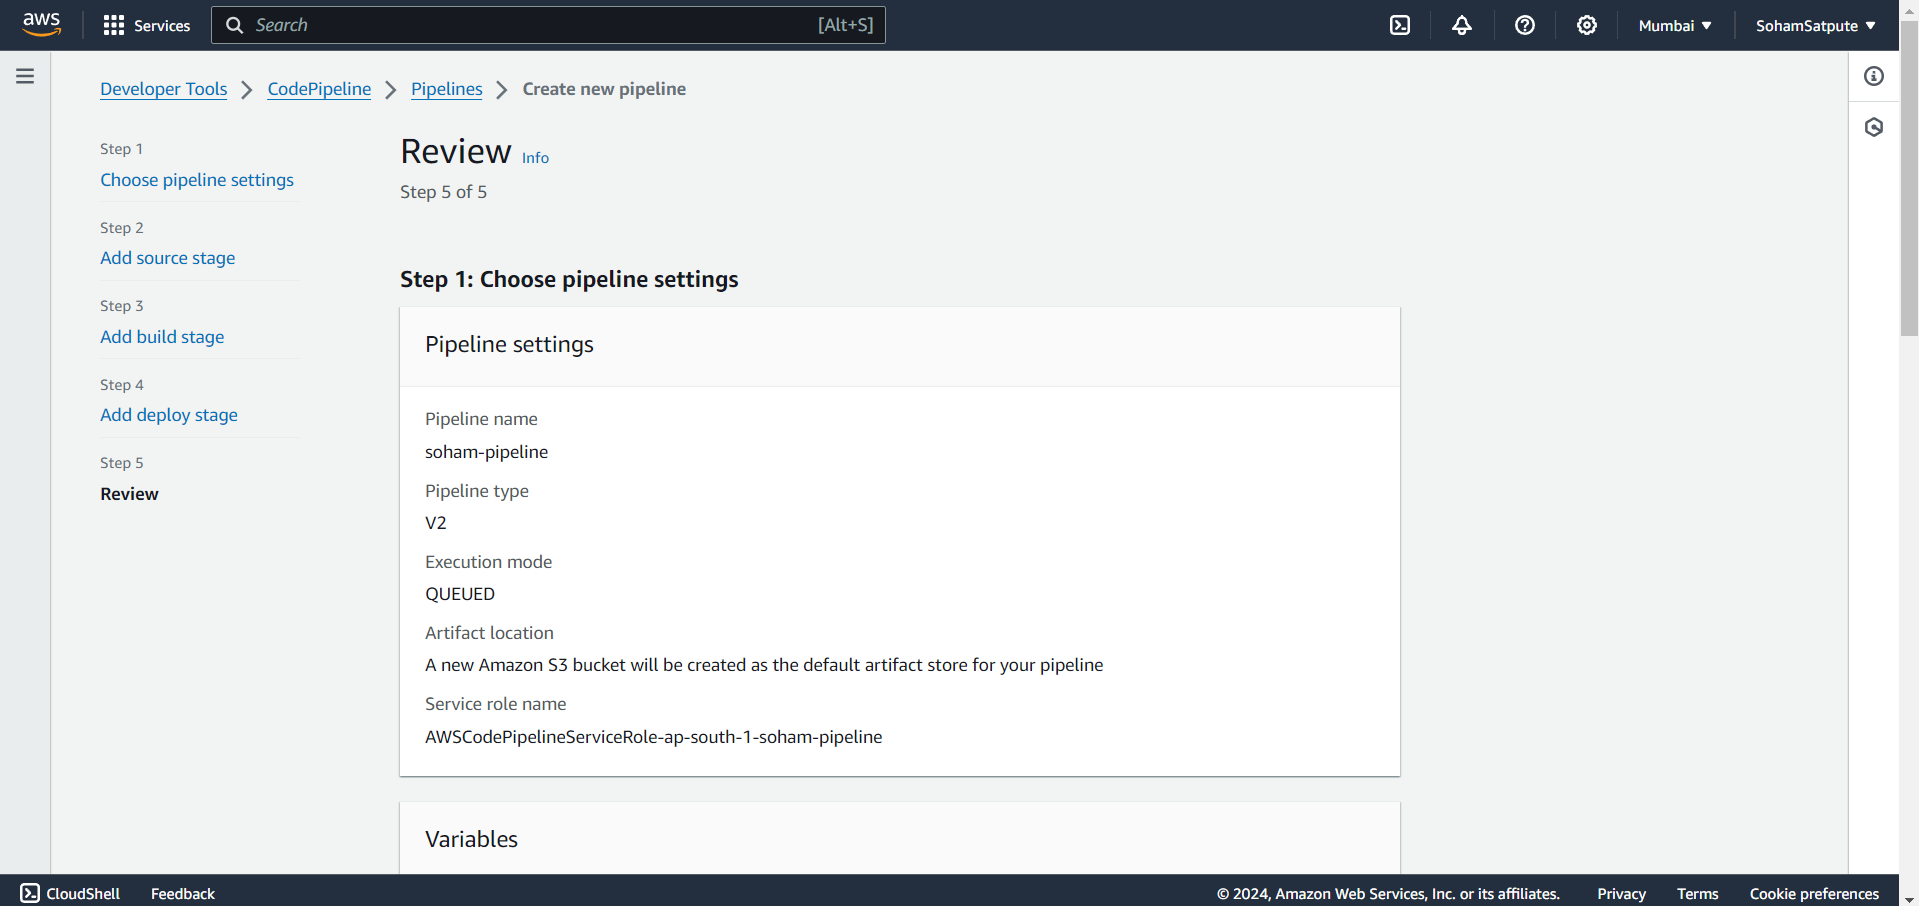 aws
Services
Search
[Alt+S]
Mumbai
SohamSatpute
Developer Tools
CodePipeline
Pipelines
Create new pipeline
Step 1
Choose pipeline settings
Step 2
Add source stage
Step 3
Add build stage
Step 4
Add deploy stage
Step 5
Review
Review Info
Step 5 of 5
Step 1: Choose pipeline settings
Pipeline settings
Pipeline name
soham-pipeline
Pipeline type
V2
Execution mode
QUEUED
Artifact location
A new Amazon S3 bucket will be created as the default artifact store for your pipeline
Service role name
AWSCodePipelineServiceRole-ap-south-1-soham-pipeline
Variables
CloudShell
Feedback
© 2024, Amazon Web Services, Inc. or its affiliates.
Privacy
Terms
Cookie preferences